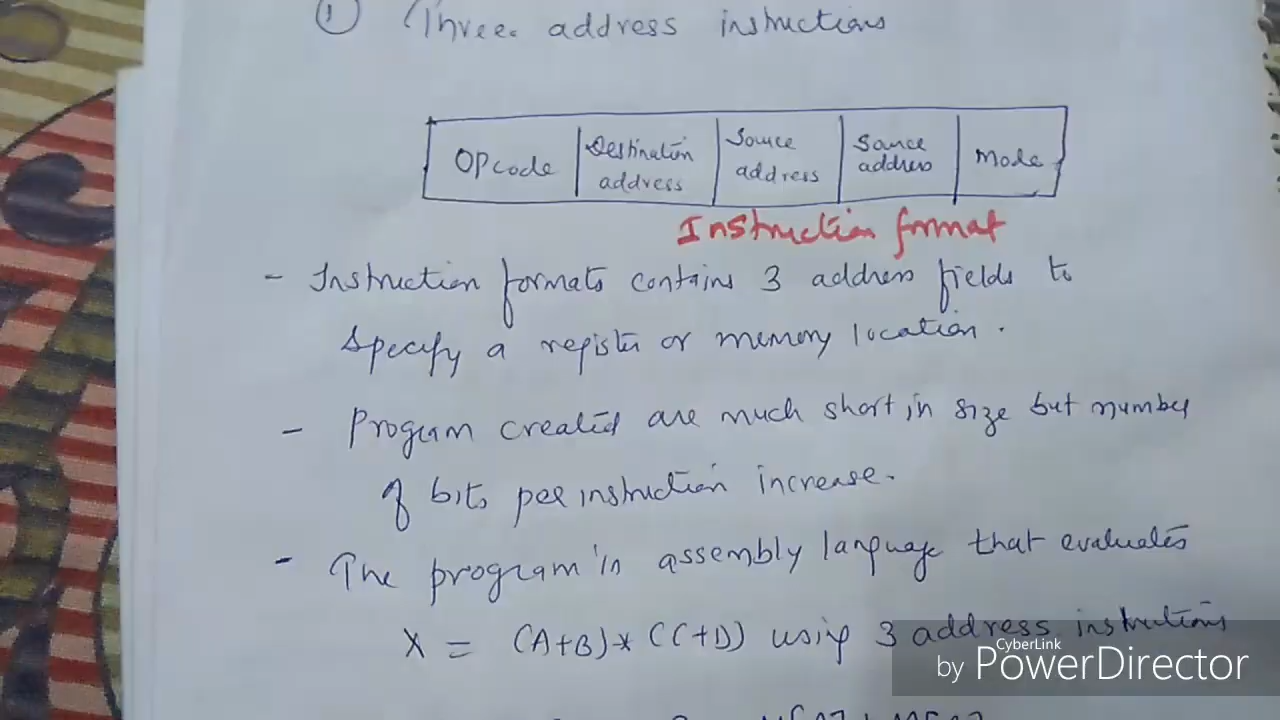 ① Three address instructions
Opcode
Destination address
Source address
Source address
Mode
Instruction format
- Instruction formats contains 3 address fields to
specify a register or memory location.
- Program created are much short in size but number
of bits per instruction increase.
- The program in assembly language that evaluates
X = (A+B)*(C+D) using 3 address instructions
CyberLink
by PowerDirector